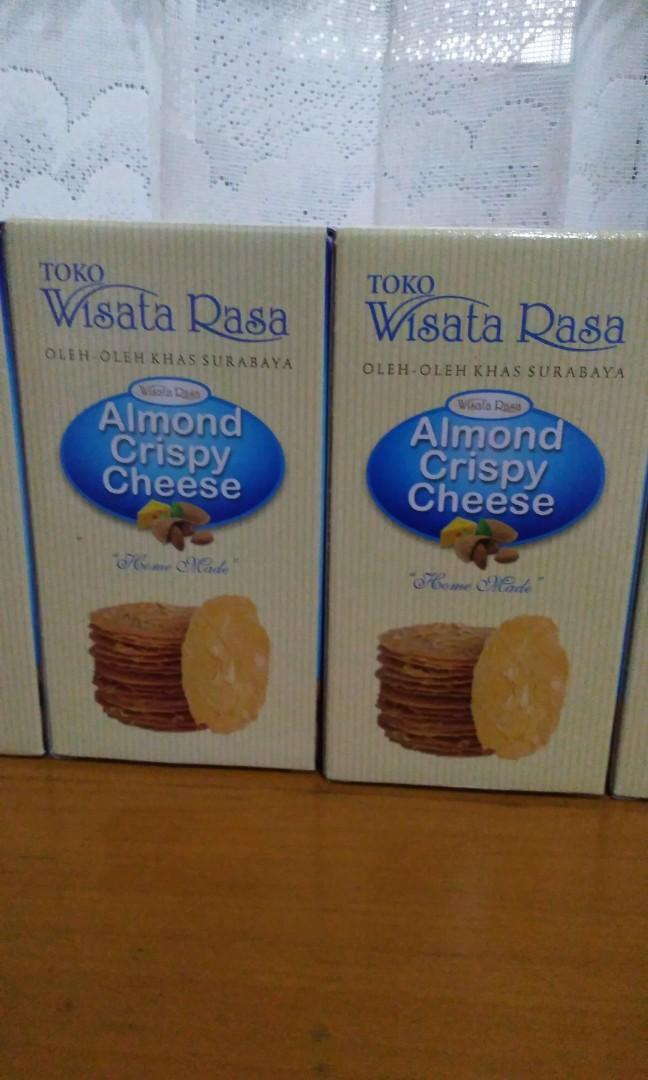 TOKO
Wisata Rasa
OLEH-OLEH KHAS SURABAYA
Wisata Rasa
Almond
Crispy
Cheese
"Home Made"
TOKO
Wisata Rasa
OLEH-OLEH KHAS SURABAYA
Wisata Rasa
Almond
Crispy
Cheese
"Home Made"